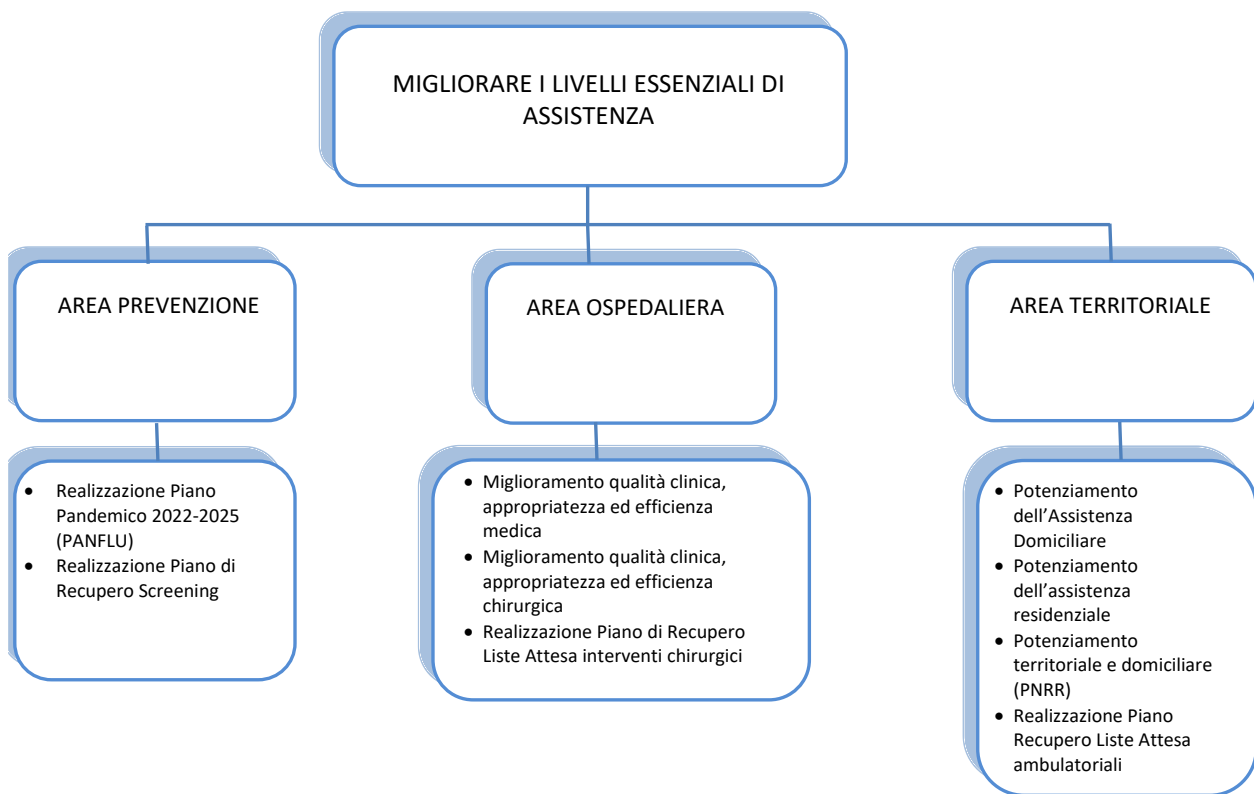 MIGLIORARE I LIVELLI ESSENZIALI DI
ASSISTENZA
AREA PREVENZIONE
AREA OSPEDALIERA
AREA TERRITORIALE
• Realizzazione Piano
Pandemico 2022-2025
(PANFLU)
• Realizzazione Piano di
Recupero Screening
• Miglioramento qualità clinica,
appropriatezza ed efficienza
medica
• Miglioramento qualità clinica,
appropriatezza ed efficienza
chirurgica
• Realizzazione Piano di Recupero
Liste Attesa interventi chirurgici
• Potenziamento
dell’Assistenza
Domiciliare
• Potenziamento
dell’assistenza
residenziale
• Potenziamento
territoriale e domiciliare
(PNRR)
• Realizzazione Piano
Recupero Liste Attesa
ambulatoriali